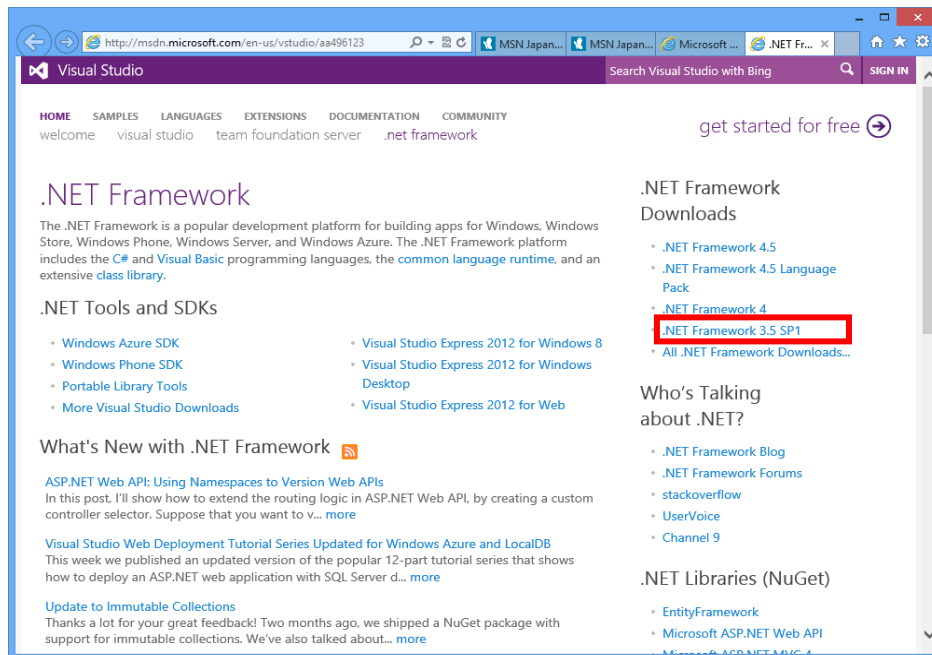 http://msdn.microsoft.com/en-us/vstudio/aa496123
MSN Japan...
MSN Japan...
Microsoft ...
.NET Fr...
Visual Studio
Search Visual Studio with Bing
SIGN IN
HOME SAMPLES LANGUAGES EXTENSIONS DOCUMENTATION COMMUNITY
welcome visual studio team foundation server .net framework
get started for free
.NET Framework
The .NET Framework is a popular development platform for building apps for Windows, Windows
Store, Windows Phone, Windows Server, and Windows Azure. The .NET Framework platform
includes the C# and Visual Basic programming languages, the common language runtime, and an
extensive class library.
.NET Tools and SDKs
Windows Azure SDK
Windows Phone SDK
Portable Library Tools
More Visual Studio Downloads
Visual Studio Express 2012 for Windows 8
Visual Studio Express 2012 for Windows
Desktop
Visual Studio Express 2012 for Web
What's New with .NET Framework
ASP.NET Web API: Using Namespaces to Version Web APIs
In this post, I'll show how to extend the routing logic in ASP.NET Web API, by creating a custom
controller selector. Suppose that you want to v... more
Visual Studio Web Deployment Tutorial Series Updated for Windows Azure and LocalDB
This week we published an updated version of the popular 12-part tutorial series that shows
how to deploy an ASP.NET web application with SQL Server d... more
Update to Immutable Collections
Thanks a lot for your great feedback! Two months ago, we shipped a NuGet package with
support for immutable collections. We've also talked about... more
.NET Framework
Downloads
.NET Framework 4.5
.NET Framework 4.5 Language
Pack
.NET Framework 4
.NET Framework 3.5 SP1
All .NET Framework Downloads...
Who's Talking
about .NET?
.NET Framework Blog
.NET Framework Forums
stackoverflow
UserVoice
Channel 9
.NET Libraries (NuGet)
EntityFramework
Microsoft ASP.NET Web API
Microsoft ASP.NET MVC 4